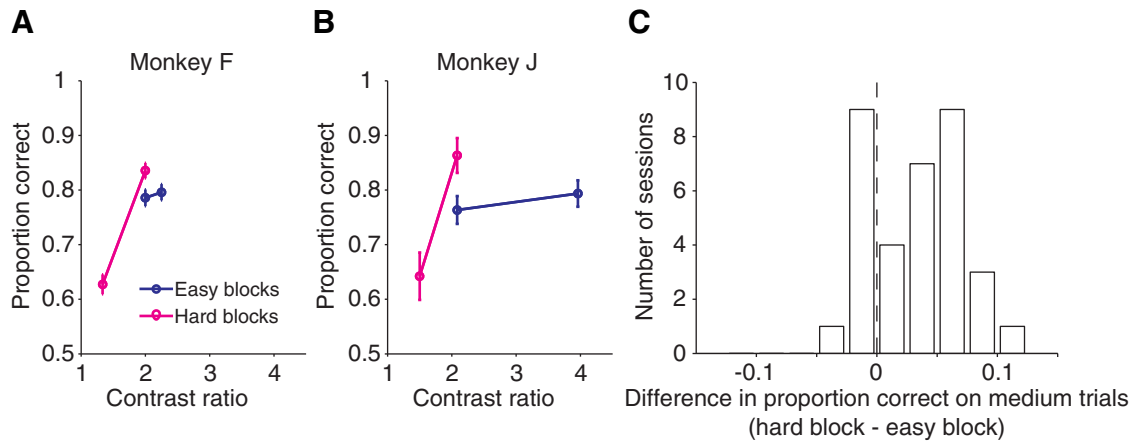 A
Monkey F
Proportion correct
1
0.9
0.8
0.7
0.6
0.5
Easy blocks
Hard blocks
1 2 3 4
Contrast ratio
B
Monkey J
Proportion correct
1
0.9
0.8
0.7
0.6
0.5
1 2 3 4
Contrast ratio
C
Number of sessions
10
8
6
4
2
0
-0.1 0 0.1
Difference in proportion correct on medium trials
(hard block - easy block)